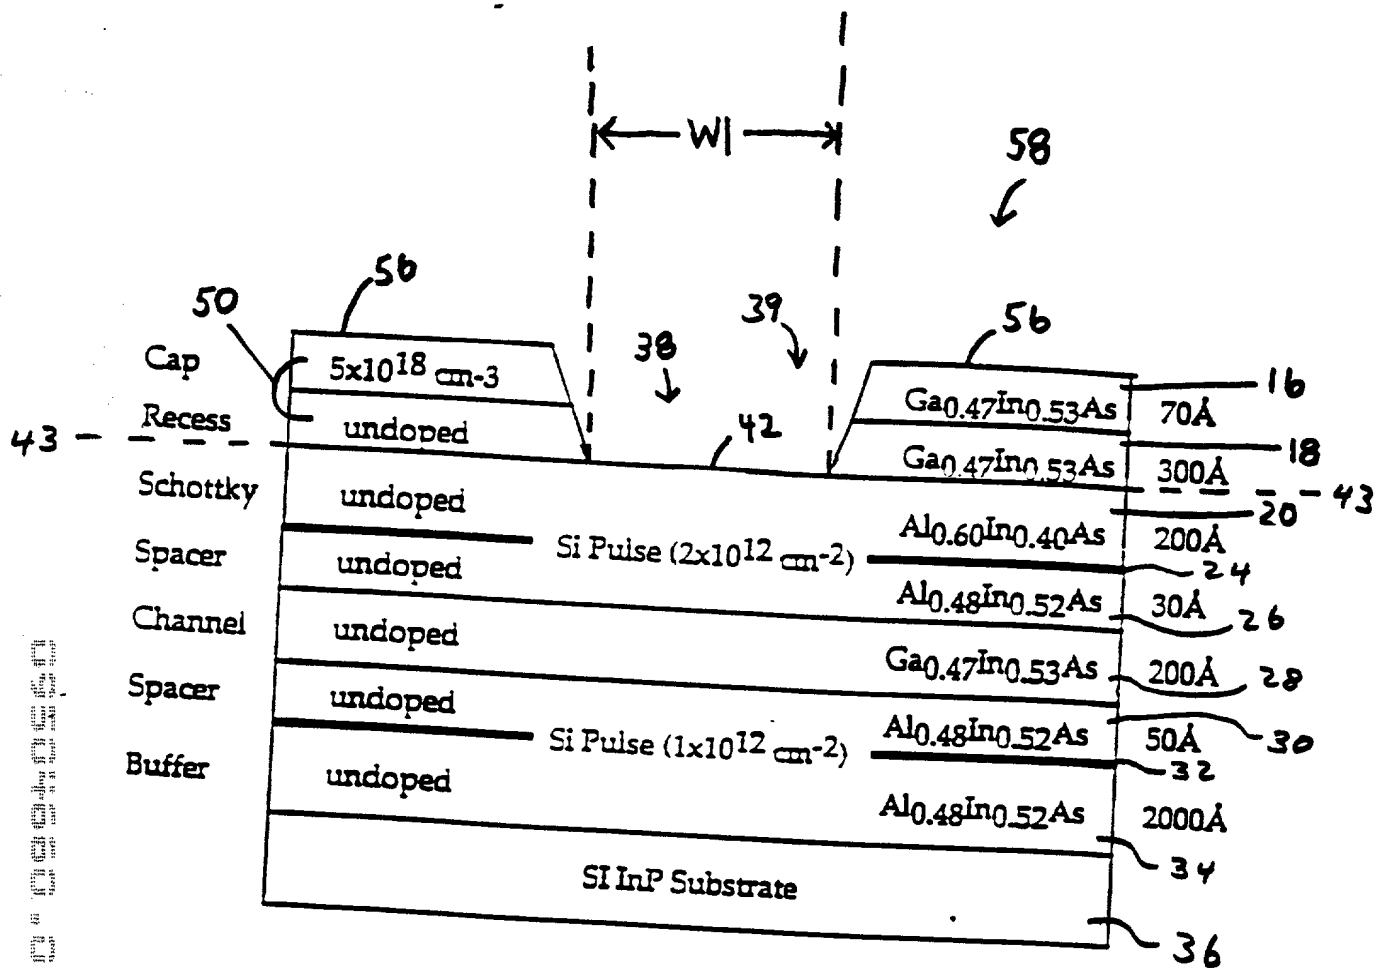 W1
58
56
50
39
56
38
Cap 5x10^18 cm-3 Ga0.47In0.53As 70Å 16
Recess undoped 42 Ga0.47In0.53As 300Å 18
43 43
Schottky undoped Al0.60In0.40As 200Å 20
Si Pulse (2x10^12 cm-2) 24
Spacer undoped Al0.48In0.52As 30Å 26
Channel undoped Ga0.47In0.53As 200Å 28
Spacer undoped Al0.48In0.52As 50Å 30
Si Pulse (1x10^12 cm-2) 32
Buffer undoped Al0.48In0.52As 2000Å 34
SI InP Substrate
36